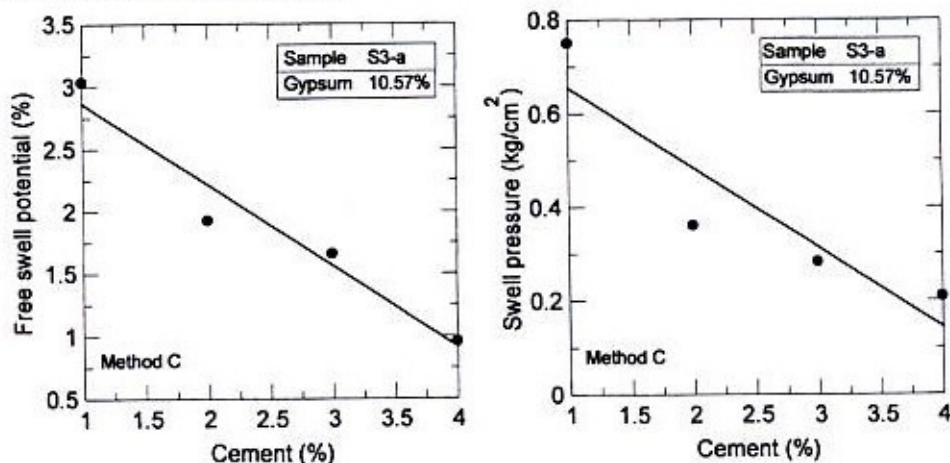 3.5
3
2.5
2
1.5
1
0.5
Free swell potential (%)
Sample S3-a
Gypsum 10.57%
Method C
1 1.5 2 2.5 3 3.5 4
Cement (%)
0.8
0.6
0.4
0.2
0
Swell pressure (kg/cm²)
Sample S3-a
Gypsum 10.57%
Method C
1 1.5 2 2.5 3 3.5 4
Cement (%)